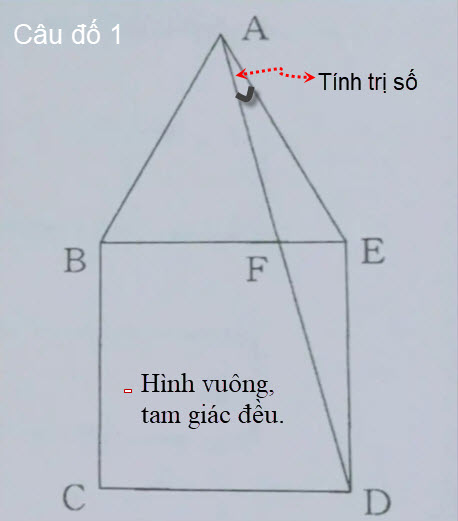 Câu đố 1
A
Tính trị số
B
F
E
Hình vuông,
tam giác đều.
C
D